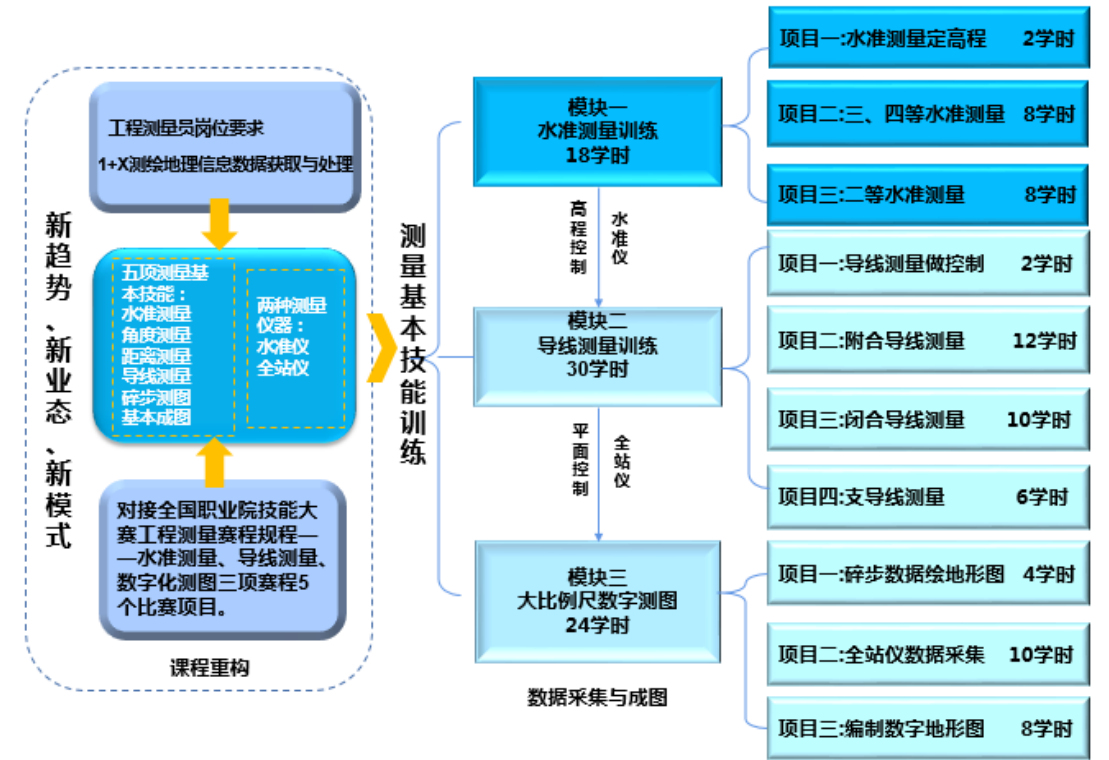 新趋势、新业态、新模式
工程测量员岗位要求
1+X测绘地理信息数据获取与处理
五项测量基
本技能：
水准测量
角度测量
距离测量
导线测量
碎步测图
基本成图
两种测量
仪器：
水准仪
全站仪
对接全国职业院技能大
赛工程测量赛程规程—
—水准测量、导线测量、
数字化测图三项赛程5
个比赛项目。
课程重构
测量基本技能训练
模块一
水准测量训练
18学时
高程控制
水准仪
模块二
导线测量训练
30学时
平面控制
全站仪
模块三
大比例尺数字测图
24学时
数据采集与成图
项目一:水准测量定高程 2学时
项目二:三、四等水准测量 8学时
项目三:二等水准测量 8学时
项目一:导线测量做控制 2学时
项目二:附合导线测量 12学时
项目三:闭合导线测量 10学时
项目四:支导线测量 6学时
项目一:碎步数据绘地形图 4学时
项目二:全站仪数据采集 10学时
项目三:编制数字地形图 8学时